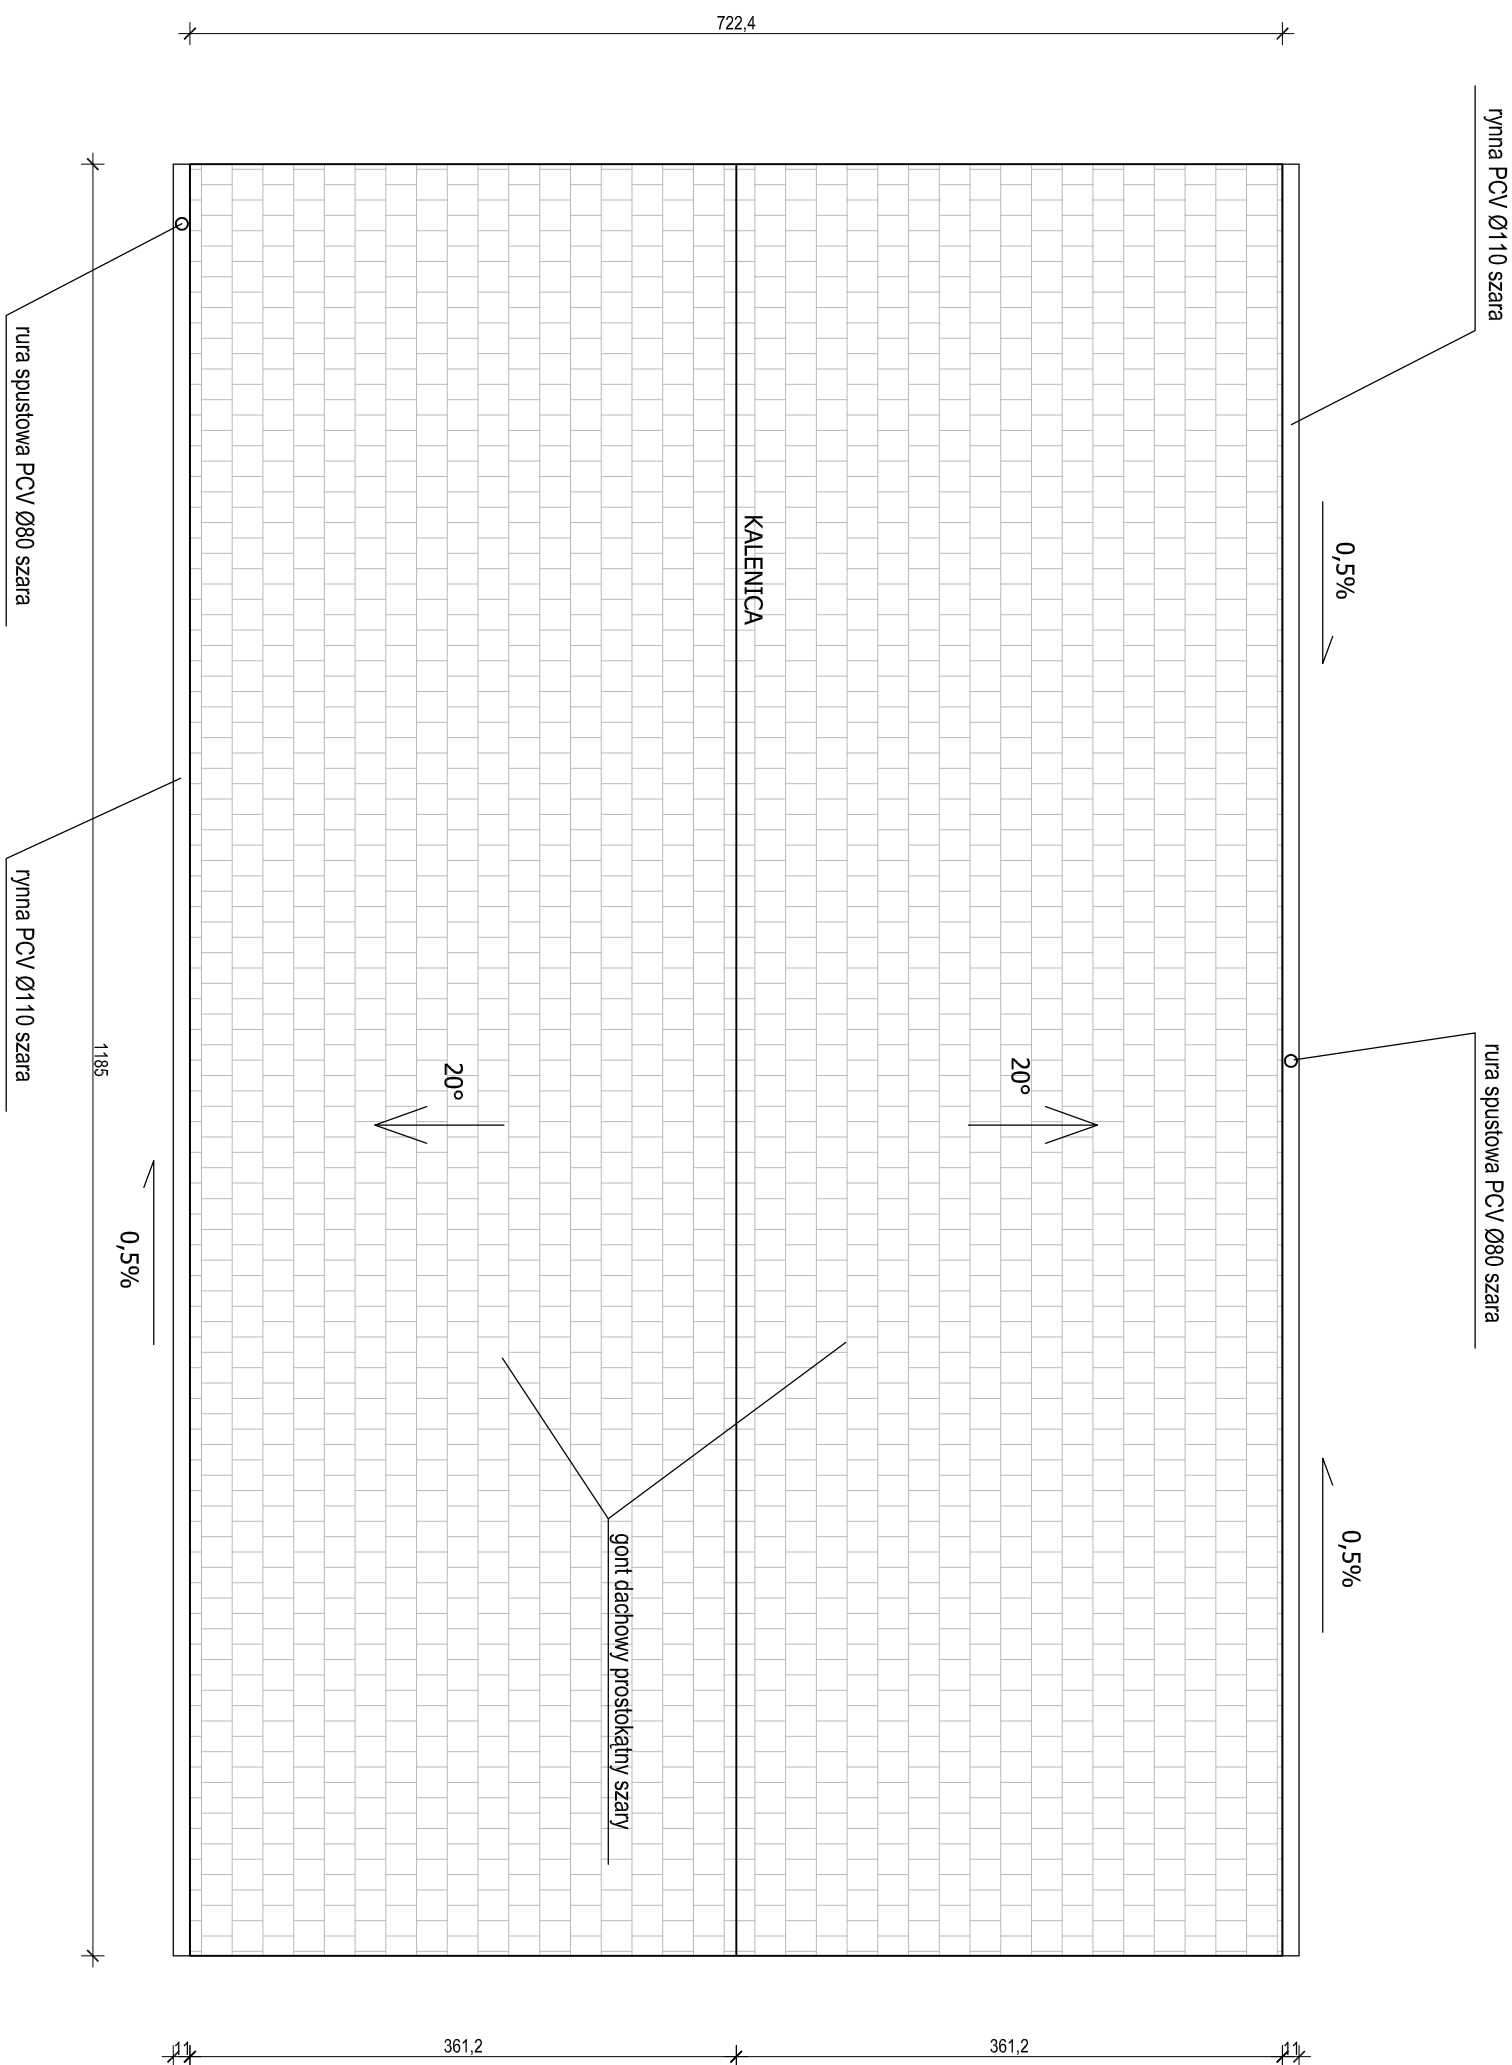 722,4
rynna PCV Ø110 szara
0,5%
rura spustowa PCV Ø80 szara
0,5%
KALENICA
20°
20°
gont dachowy prostokątny szary
rura spustowa PCV Ø80 szara
rynna PCV Ø110 szara
1185
0,5%
11
361,2
361,2
11